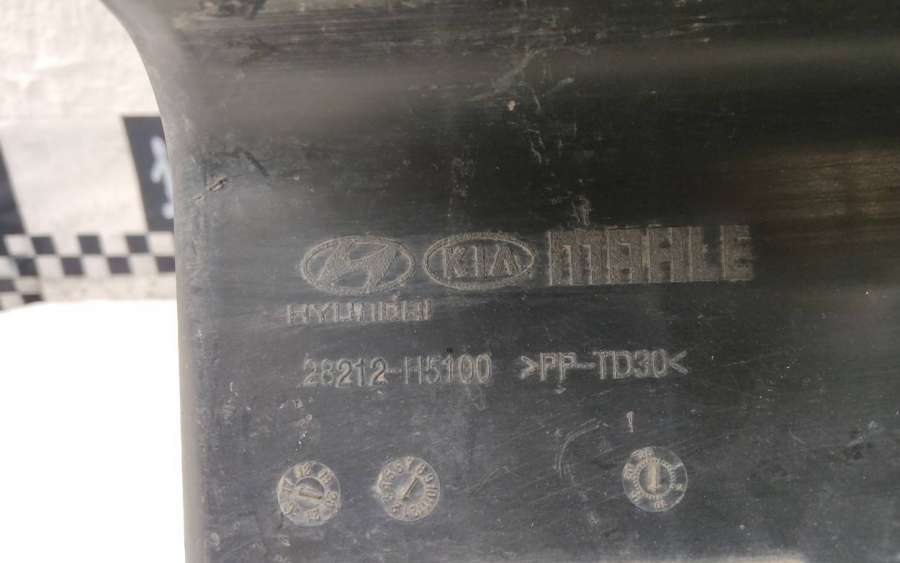 KIA MAHLE
HYUNDAI
28212-H5100 >PP-TD30<